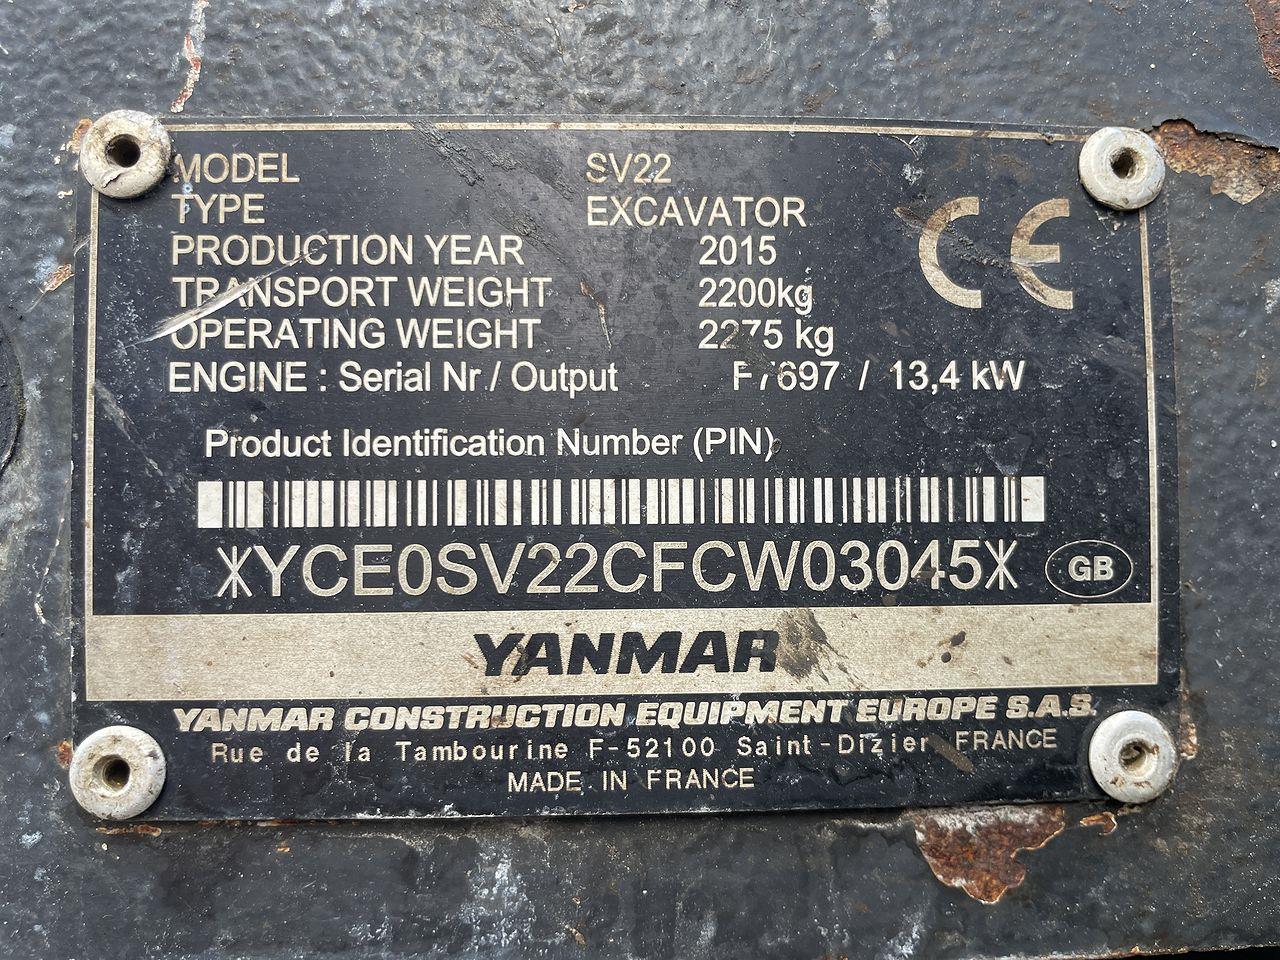 MODEL SV22
TYPE EXCAVATOR
PRODUCTION YEAR 2015
TRANSPORT WEIGHT 2200kg
OPERATING WEIGHT 2275 kg
ENGINE : Serial Nr / Output / 13,4 kW
CE
Product Identification Number (PIN)
*YCE0SV22CFCW03045*
GB
YANMAR
YANMAR CONSTRUCTION EQUIPMENT EUROPE S.A.S.
Rue de la Tambourine F-52100 Saint-Dizier FRANCE
MADE IN FRANCE